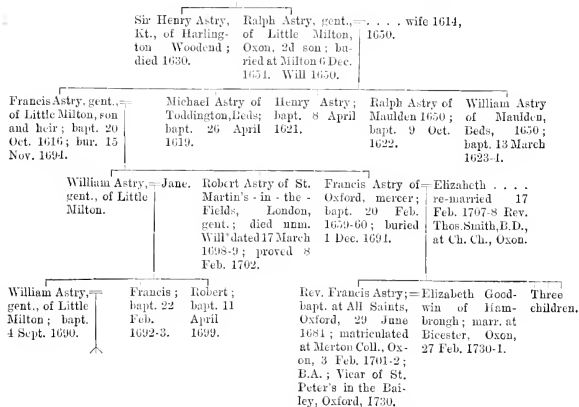 Sir Henry Astry,
Kt., of Harling-
ton Woodend;
died 1630.
Ralph Astry, gent.,
of Little Milton,
Oxon, 2d son; bu-
ried at Milton 6 Dec.
1654. Will 1650.
. . . . wife 1614,
1650.
Francis Astry, gent.,
of Little Milton, son
and heir; bapt. 20
Oct. 1616; bur. 15
Nov. 1694.
Michael Astry of
Toddington, Beds;
bapt. 26 April
1619.
Henry Astry;
bapt. 8 April
1621.
Ralph Astry of
Maulden 1650;
bapt. 9 Oct.
1622.
William Astry
of Maulden,
Beds, 1650;
bapt. 13 March
1623-4.
William Astry,
gent., of Little
Milton.
Jane.
Robert Astry of St.
Martin's-in-the-
Fields, London,
gent.; died unm.
Will dated 17 March
1698-9; proved 8
Feb. 1702.
Francis Astry of
Oxford, mercer;
bapt. 20 Feb.
1659-60; buried
1 Dec. 1691.
Elizabeth . . . .
re-married 17
Feb. 1707-8 Rev.
Thos. Smith, B.D.,
at Ch. Ch., Oxon.
William Astry,
gent., of Little
Milton; bapt.
4 Sept. 1690.
Francis;
bapt. 22
Feb.
1692-3.
Robert;
bapt. 11
April
1699.
Rev. Francis Astry;
bapt. at All Saints,
Oxford, 29 June
1684; matriculated
at Merton Coll., Ox-
on, 3 Feb. 1701-2;
B.A.; Vicar of St.
Peter's in the Bai-
ley, Oxford, 1730.
Elizabeth Good-
win of Ham-
brough; marr. at
Bicester, Oxon,
27 Feb. 1730-1.
Three
children.